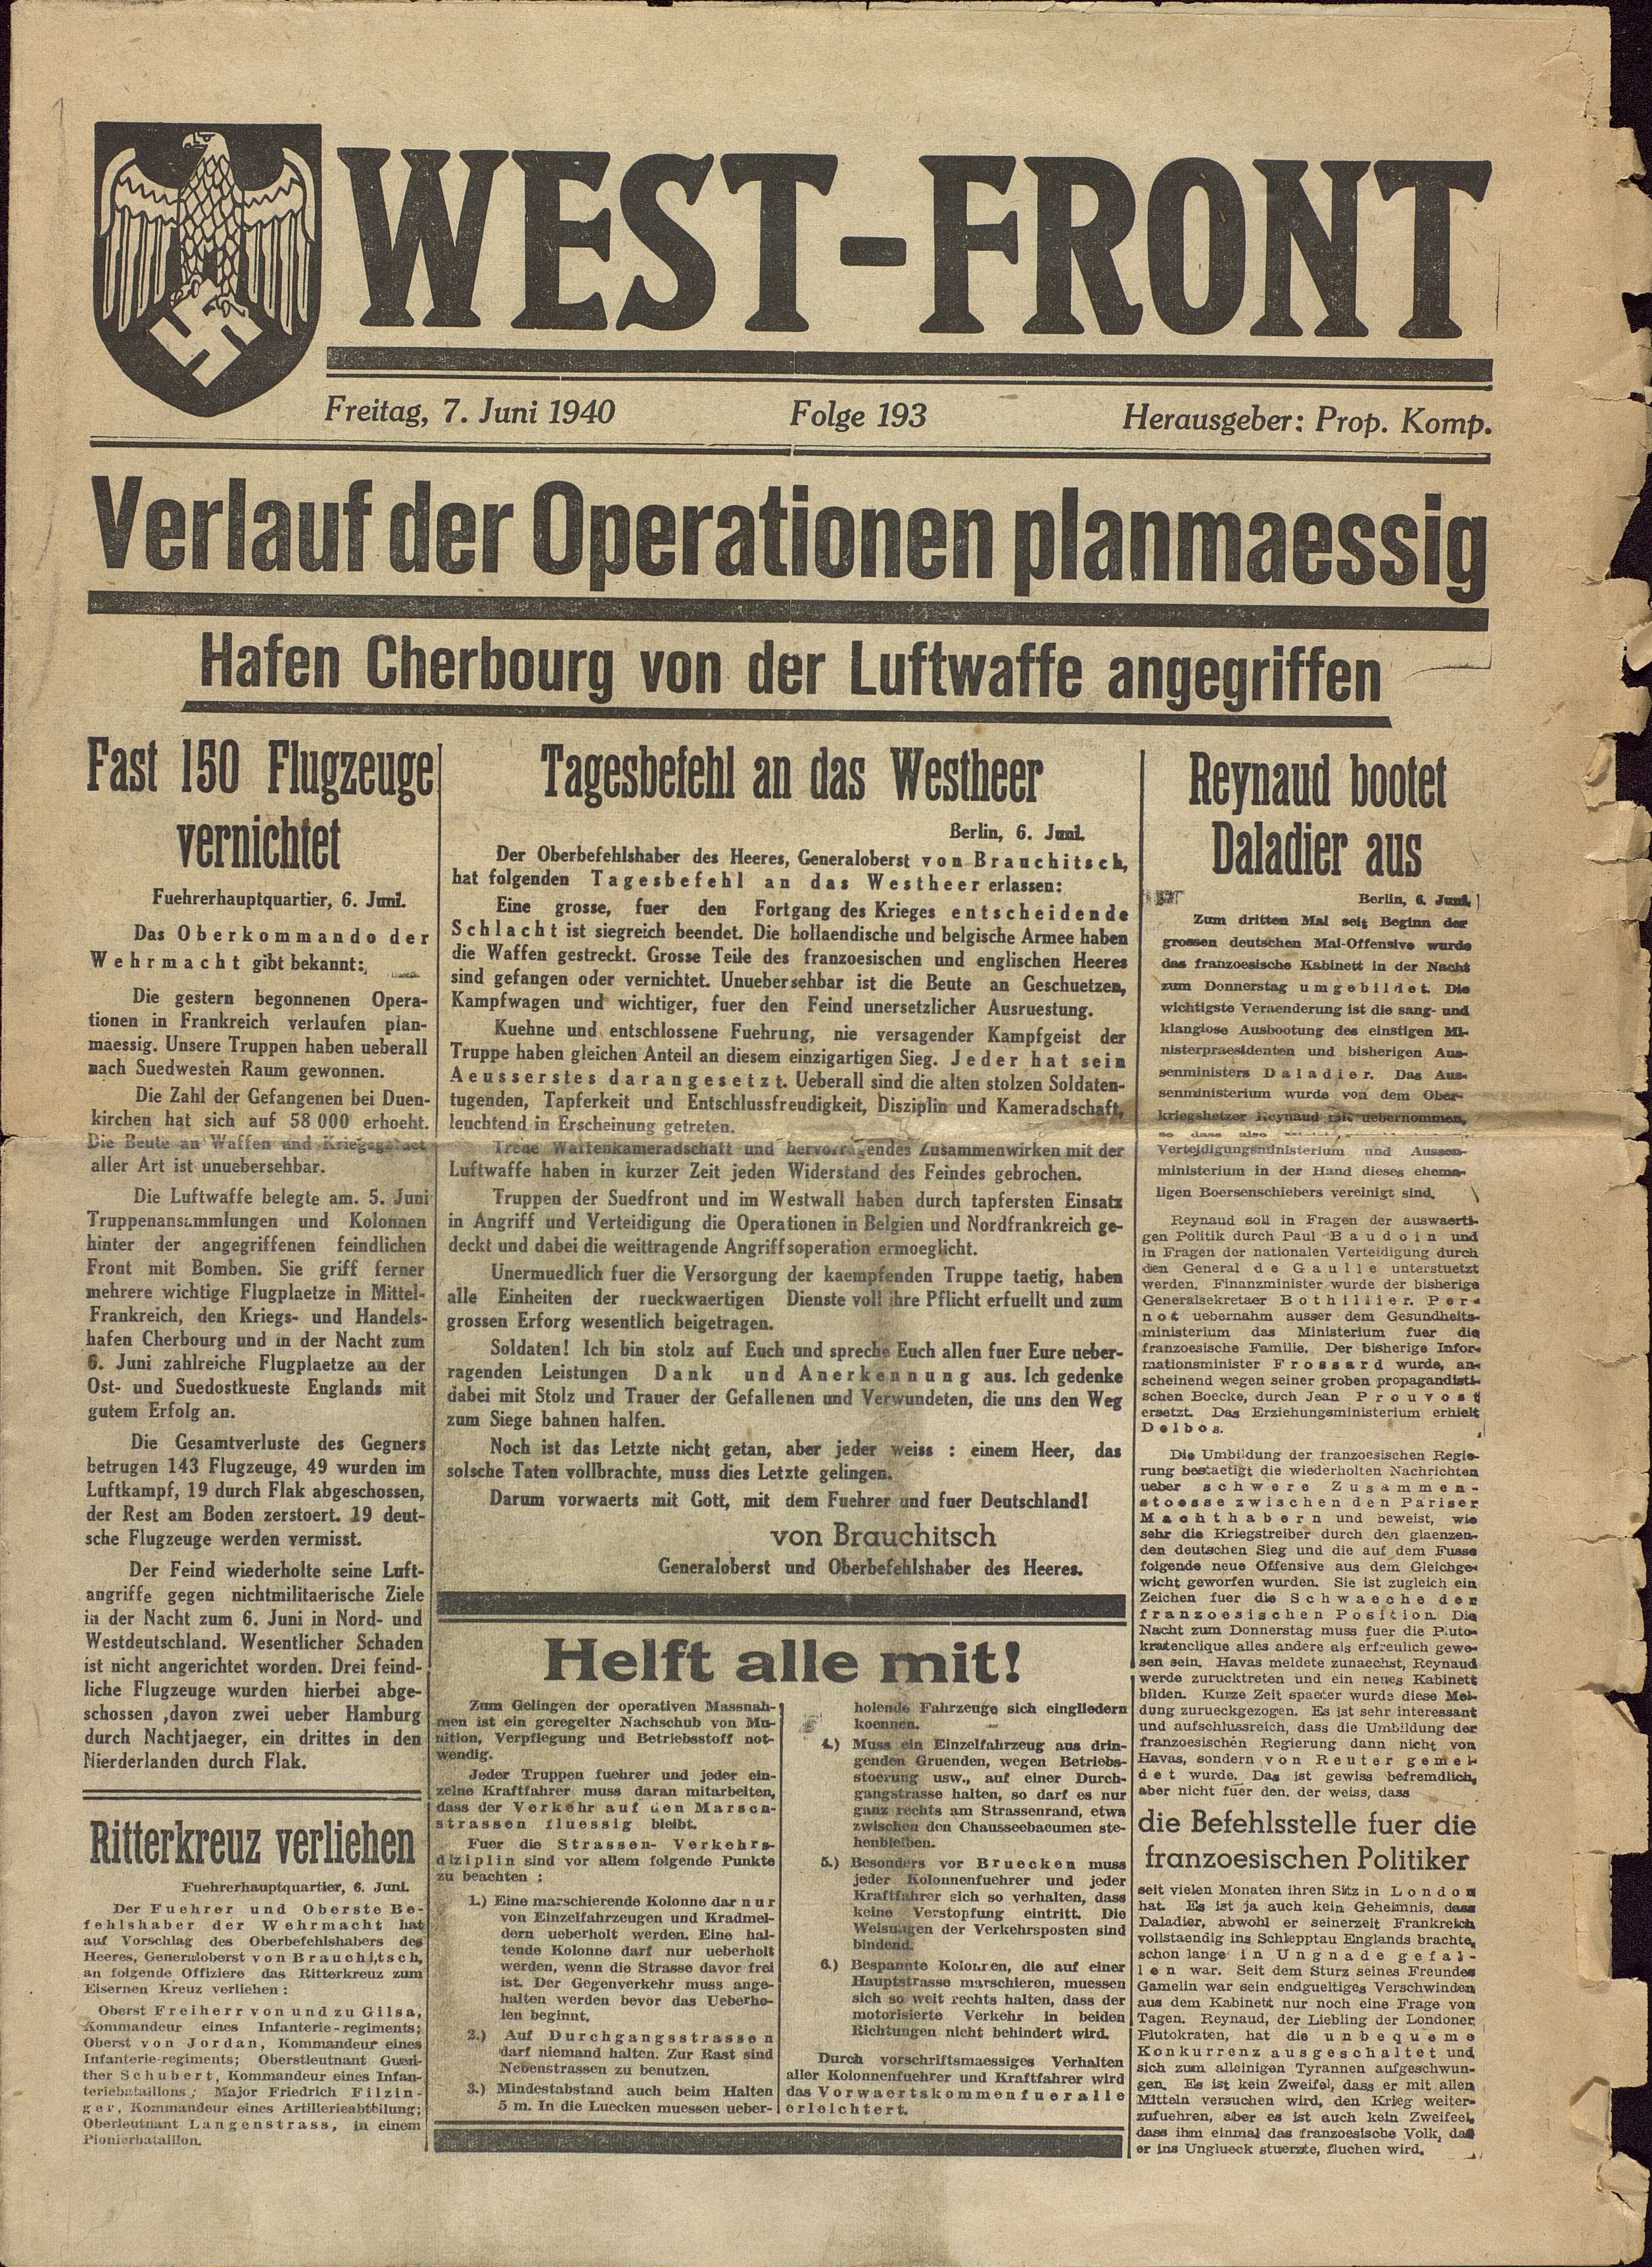 WEST-FRONT
Freitag, 7. Juni 1940
Folge 193
Herausgeber: Prop. Komp.
Verlauf der Operationen planmaessig
Hafen Cherbourg von der Luftwaffe angegriffen
Fast 150 Flugzeuge
vernichtet
Fuehrerhauptquartier, 6. Juni.
Das Oberkommando der
Wehrmacht gibt bekannt:
Die gestern begonnenen Opera-
tionen in Frankreich verlaufen plan-
maessig. Unsere Truppen haben ueberall
nach Suedwesten Raum gewonnen.
Die Zahl der Gefangenen bei Duen-
kirchen hat sich auf 58 000 erhoeht.
Die Beute an Waffen und
aller Art ist unuebersehbar.
Die Luftwaffe belegte am. 5. Juni
Truppenansammlungen und Kolonnen
hinter der angegriffenen feindlichen
Front mit Bomben. Sie griff ferner
mehrere wichtige Flugplaetze in Mittel-
Frankreich, den Kriegs- und Handels-
hafen Cherbourg und in der Nacht zum
6. Juni zahlreiche Flugplaetze an der
Ost- und Suedostkueste Englands mit
gutem Erfolg an.
Die Gesamtverluste des Gegners
betrugen 143 Flugzeuge, 49 wurden im
Luftkampf, 19 durch Flak abgeschossen,
der Rest am Boden zerstoert. 19 deut-
sche Flugzeuge werden vermisst.
Der Feind wiederholte seine Luft-
angriffe gegen nichtmilitaerische Ziele
in der Nacht zum 6. Juni in Nord- und
Westdeutschland. Wesentlicher Schaden
ist nicht angerichtet worden. Drei feind-
liche Flugzeuge wurden hierbei abge-
schossen ,davon zwei ueber Hamburg
durch Nachtjaeger, ein drittes in den
Nierderlanden durch Flak.
Ritterkreuz verliehen
Fuehrerhauptquartier, 6. Juni.
Der Fuehrer und Oberste Be-
fehlshaber der Wehrmacht hat
auf Vorschlag des Oberbefehlshabers des
Heeres, Generaloberst von Brauchitsch,
an folgende Offiziere das Ritterkreuz zum
Eisernen Kreuz verliehen :
Oberst Freiherr von und zu Gilsa,
Kommandeur eines Infanterie-regiments;
Oberst von Jordan, Kommandeur eines
Infanterie-regiments; Oberstleutnant Guen-
ther Schubert, Kommandeur eines Infan-
teriebataillons; Major Friedrich Filzin-
ger, Kommandeur eines Artillerieabteilung;
Oberleutnant Langenstrass, in einem
Pionierbataillon.
Tagesbefehl an das Westheer
Berlin, 6. Juni.
Der Oberbefehlshaber des Heeres, Generaloberst von Brauchitsch,
hat folgenden Tagesbefehl an das Westheer erlassen:
Eine grosse, fuer den Fortgang des Krieges entscheidende
Schlacht ist siegreich beendet. Die hollaendische und belgische Armee haben
die Waffen gestreckt. Grosse Teile des franzoesischen und englischen Heeres
sind gefangen oder vernichtet. Unuebersehbar ist die Beute an Geschuetzen,
Kampfwagen und wichtiger, fuer den Feind unersetzlicher Ausruestung.
Kuehne und entschlossene Fuehrung, nie versagender Kampfgeist der
Truppe haben gleichen Anteil an diesem einzigartigen Sieg. Jeder hat sein
Aeusserstes darangesetzt. Ueberall sind die alten stolzen Soldaten-
tugenden, Tapferkeit und Entschlussfreudigkeit, Disziplin und Kameradschaft,
leuchtend in Erscheinung getreten.
Treue Waffenkameradschaft und hervorragendes Zusammenwirken mit der
Luftwaffe haben in kurzer Zeit jeden Widerstand des Feindes gebrochen.
Truppen der Suedfront und im Westwall haben durch tapfersten Einsatz
in Angriff und Verteidigung die Operationen in Belgien und Nordfrankreich ge-
deckt und dabei die weittragende Angriffsoperation ermoeglicht.
Unermuedlich fuer die Versorgung der kaempfenden Truppe taetig, haben
alle Einheiten der rueckwaertigen Dienste voll ihre Pflicht erfuellt und zum
grossen Erforg wesentlich beigetragen.
Soldaten! Ich bin stolz auf Euch und spreche Euch allen fuer Eure ueber-
ragenden Leistungen Dank und Anerkennung aus. Ich gedenke
dabei mit Stolz und Trauer der Gefallenen und Verwundeten, die uns den Weg
zum Siege bahnen halfen.
Noch ist das Letzte nicht getan, aber jeder weiss : einem Heer, das
solsche Taten vollbrachte, muss dies Letzte gelingen.
Darum vorwaerts mit Gott, mit dem Fuehrer und fuer Deutschland!
von Brauchitsch
Generaloberst und Oberbefehlshaber des Heeres.
Helft alle mit!
Zum Gelingen der operativen Massnah-
men ist ein geregelter Nachschub von Mu-
nition, Verpflegung und Betriebsstoff not-
wendig.
Jeder Truppen fuehrer und jeder ein-
zelne Kraftfahrer muss daran mitarbeiten,
dass der Verkehr auf den Marsch-
strassen fluessig bleibt.
Fuer die Strassen- Verkehrs-
diziplin sind vor allem folgende Punkte
zu beachten :
1.) Eine marschierende Kolonne dar nur
von Einzelfahrzeugen und Kradmel-
dern ueberholt werden. Eine hal-
tende Kolonne darf nur ueberholt
werden, wenn die Strasse davor frei
ist. Der Gegenverkehr muss ange-
halten werden bevor das Ueberho-
len beginnt.
2.) Auf Durchgangsstrassen
darf niemand halten. Zur Rast sind
Nebenstrassen zu benutzen.
3.) Mindestabstand auch beim Halten
5 m. In die Luecken muessen ueber-
holende Fahrzeuge sich eingliedern
koennen.
4.) Muss ein Einzelfahrzeug aus drin-
genden Gruenden, wegen Betriebs-
stoerung usw., auf einer Durch-
gangstrasse halten, so darf es nur
ganz rechts am Strassenrand, etwa
zwischen den Chausseebaeumen ste-
henbleiben.
5.) Besonders vor Bruecken muss
jeder Kolonnenfuehrer und jeder
Kraftfahrer sich so verhalten, dass
keine Verstopfung eintritt. Die
Weisungen der Verkehrsposten sind
bindend.
6.) Bespannte Kolonnen, die auf einer
Hauptstrasse marschieren, muessen
sich so weit rechts halten, dass der
motorisierte Verkehr in beiden
Richtungen nicht behindert wird.
Durch vorschriftsmaessiges Verhalten
aller Kolonnenfuehrer und Kraftfahrer wird
das Vorwaertskommen fuer alle
erleichtert.
Reynaud bootet
Daladier aus
Berlin, 6. Juni.
Zum dritten Mal seit Beginn der
grossen deutschen Mai-Offensive wurde
das franzoesische Kabinett in der Nacht
zum Donnerstag umgebildet. Die
wichtigste Veraenderung ist die sang- und
klanglose Ausbootung des einstigen Mi-
nisterpraesidenten und bisherigen Aus-
senministers Daladier. Das Aus-
senministerium wurde von dem Ober-
kriegshetzer Reynaud mit uebernommen,
so dass also
Verteidigungsministerium und Aussen-
ministerium in der Hand dieses ehema-
ligen Boersenschiebers vereinigt sind.
Reynaud soll in Fragen der auswaerti-
gen Politik durch Paul Baudoin und
in Fragen der nationalen Verteidigung durch
den General de Gaulle unterstuetzt
werden. Finanzminister wurde der bisherige
Generalsekretaer Bothillier. Per-
not uebernahm ausser dem Gesundheits-
ministerium das Ministerium fuer die
franzoesische Familie. Der bisherige Infor-
mationsminister Frossard wurde, an-
scheinend wegen seiner groben propagandisti-
schen Boecke, durch Jean Prouvost
ersetzt. Das Erziehungsministerium erhielt
Delbos.
Die Umbildung der franzoesischen Regie-
rung bestaetigt die wiederholten Nachrichten
ueber schwere Zusammen-
stoesse zwischen den Pariser
Machthabern und beweist, wie
sehr die Kriegstreiber durch den glaenzen-
den deutschen Sieg und die auf dem Fusse
folgende neue Offensive aus dem Gleichge-
wicht geworfen wurden. Sie ist zugleich ein
Zeichen fuer die Schwaeche der
franzoesischen Position. Die
Nacht zum Donnerstag muss fuer die Pluto-
kratenclique alles andere als erfreulich gewe-
sen sein. Havas meldete zunaechst, Reynaud
werde zurucktreten und ein neues Kabinett
bilden. Kurze Zeit spaeter wurde diese Mel-
dung zurueckgezogen. Es ist sehr interessant
und aufschlussreich, dass die Umbildung der
franzoesischen Regierung dann nicht von
Havas, sondern von Reuter gemel-
det wurde. Das ist gewiss befremdlich,
aber nicht fuer den. der weiss, dass
die Befehlsstelle fuer die
franzoesischen Politiker
seit vielen Monaten ihren Sitz in London
hat. Es ist ja auch kein Geheimnis, dass
Daladier, abwohl er seinerzeit Frankreich
vollstaendig ins Schlepptau Englands brachte,
schon lange in Ungnade gefal-
len war. Seit dem Sturz seines Freundes
Gamelin war sein endgueltiges Verschwinden
aus dem Kabinett nur noch eine Frage von
Tagen. Reynaud, der Liebling der Londoner
Plutokraten, hat die unbequeme
Konkurrenz ausgeschaltet und
sich zum alleinigen Tyrannen aufgeschwun-
gen. Es ist kein Zweifel, dass er mit allen
Mitteln versuchen wird, den Krieg weiter-
zufuehren, aber es ist auch kein Zweifeel,
dass ihm einmal das franzoesische Volk, das
er ins Unglueck stuerzte, fluchen wird.